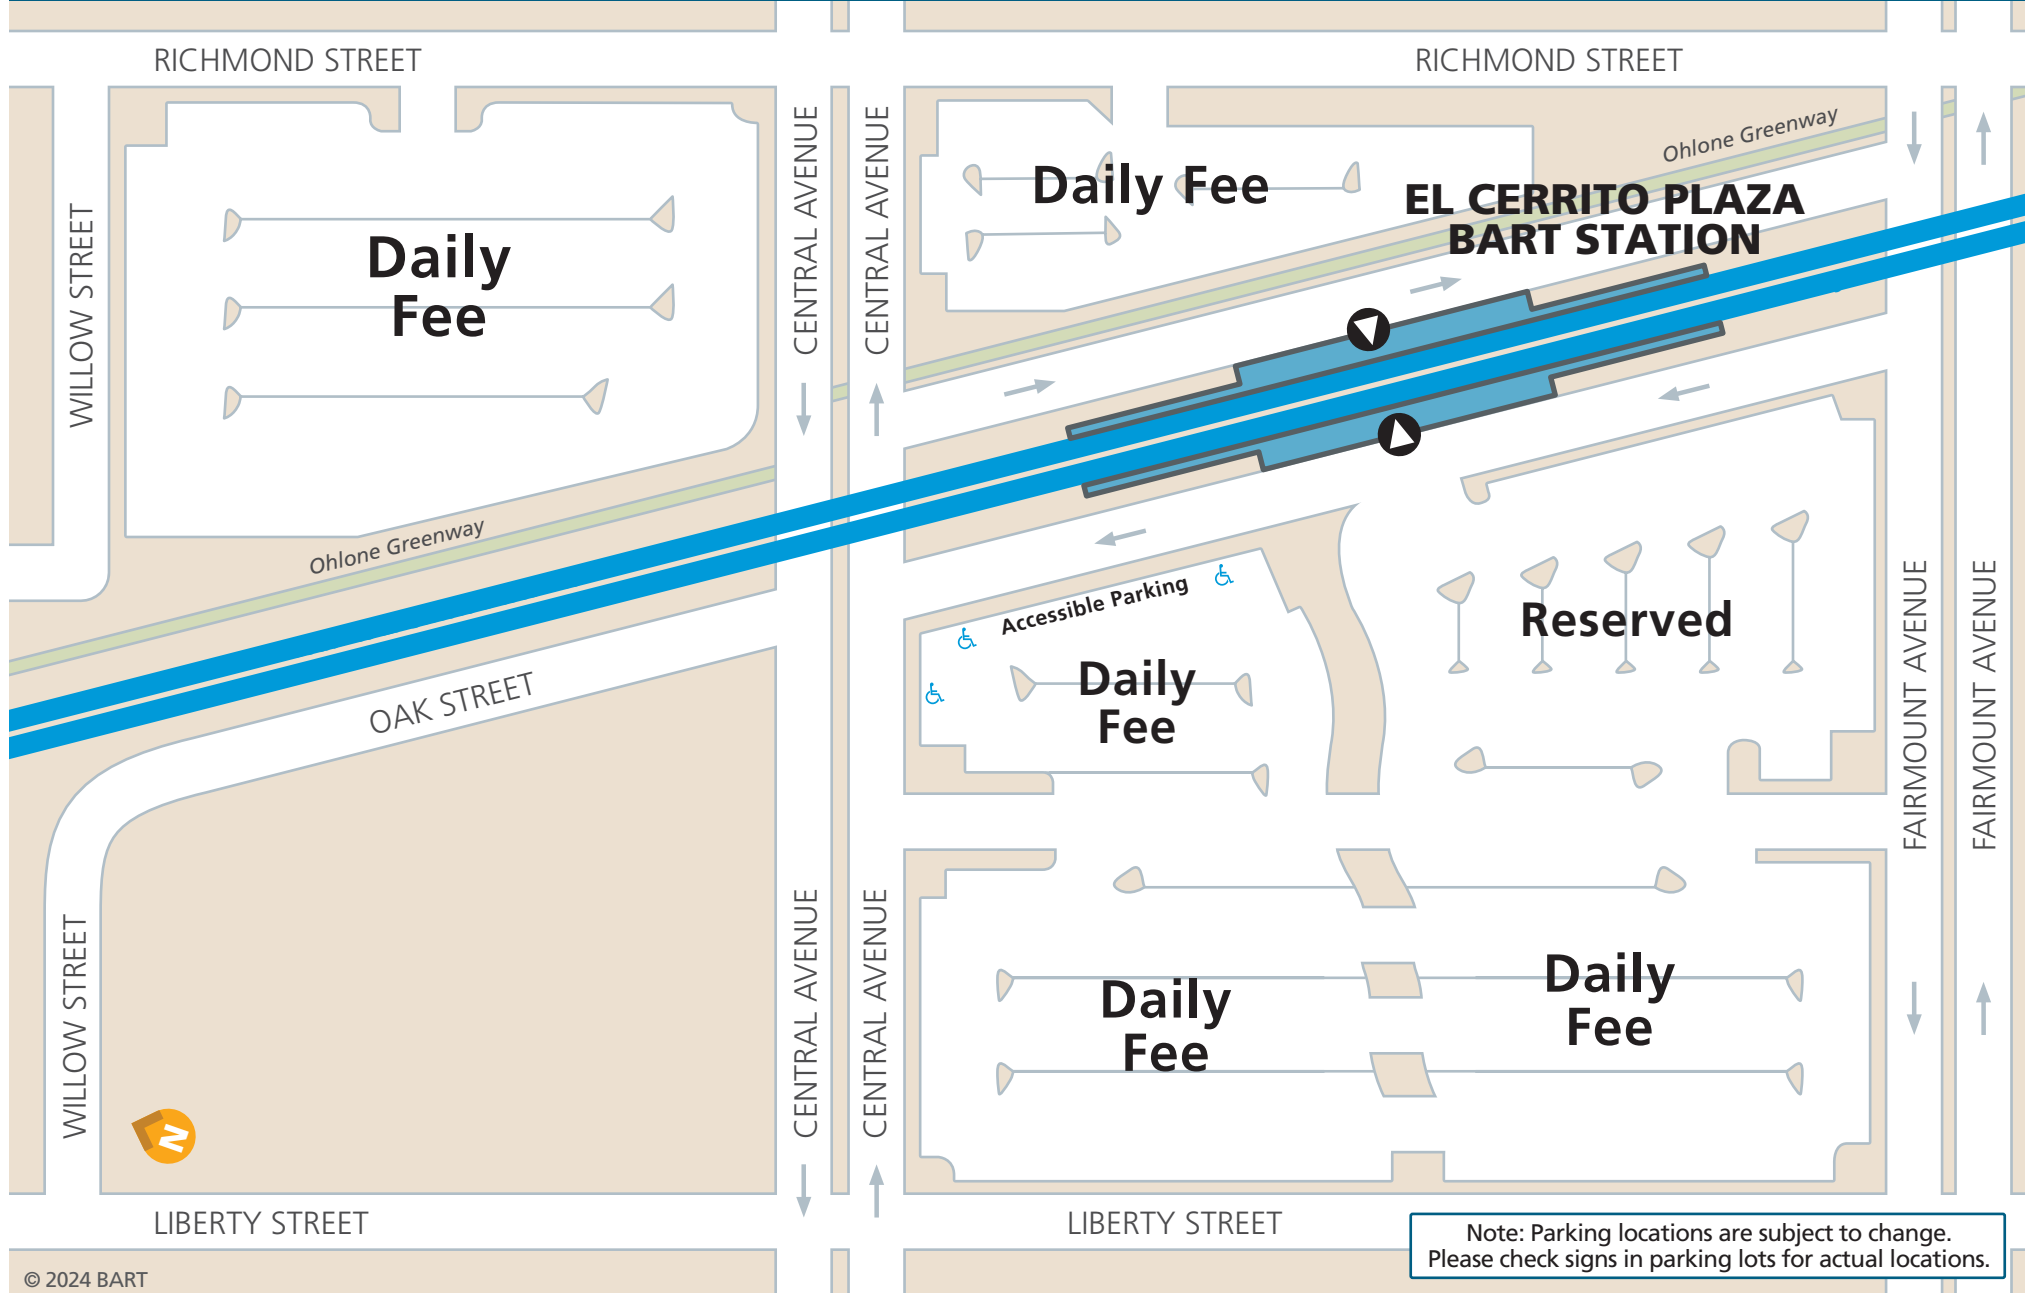 RICHMOND STREET
RICHMOND STREET
WILLOW STREET
CENTRAL AVENUE
CENTRAL AVENUE
Daily
Fee
Daily Fee
Ohlone Greenway
EL CERRITO PLAZA
BART STATION
Ohlone Greenway
OAK STREET
Accessible Parking
Daily
Fee
Reserved
FAIRMOUNT AVENUE
FAIRMOUNT AVENUE
WILLOW STREET
CENTRAL AVENUE
CENTRAL AVENUE
Daily
Fee
Daily
Fee
N
LIBERTY STREET
LIBERTY STREET
Note: Parking locations are subject to change.
Please check signs in parking lots for actual locations.
© 2024 BART